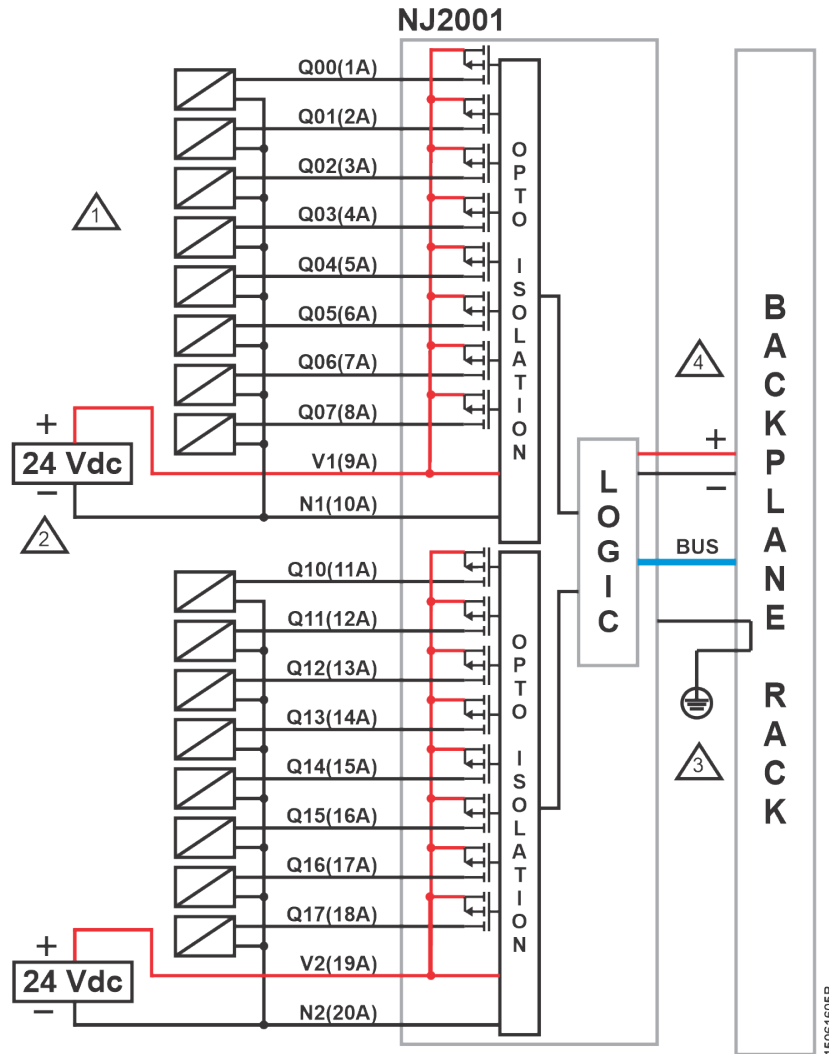 NJ2001
Q00(1A)
Q01(2A)
Q02(3A)
Q03(4A)
Q04(5A)
Q05(6A)
Q06(7A)
Q07(8A)
V1(9A)
N1(10A)
+
24 Vdc
−
1
2
OPTO ISOLATION
Q10(11A)
Q11(12A)
Q12(13A)
Q13(14A)
Q14(15A)
Q15(16A)
Q16(17A)
Q17(18A)
V2(19A)
N2(20A)
+
24 Vdc
−
OPTO ISOLATION
LOGIC
4
+
−
BUS
3
BACKPLANE RACK